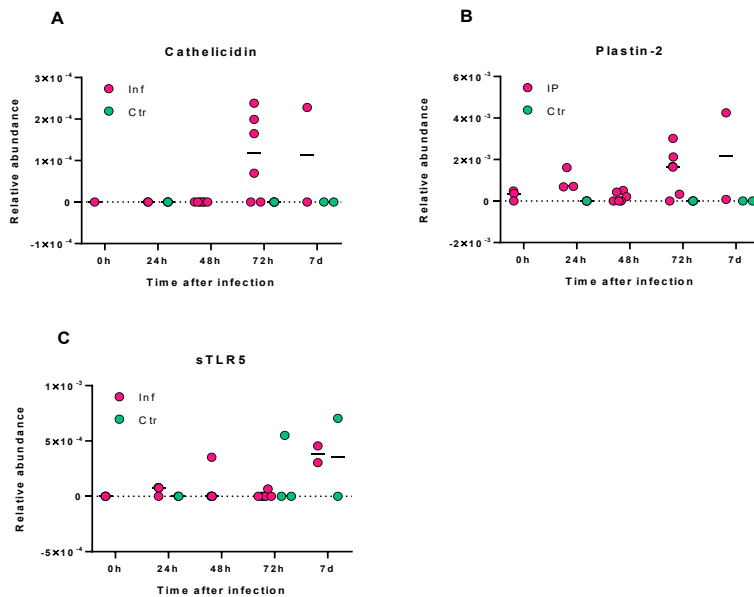 A
Cathelicidin
3×10⁻⁴
2×10⁻⁴
1×10⁻⁴
0
-1×10⁻⁴
Relative abundance
Inf
Ctr
0h 24h 48h 72h 7d
Time after infection
B
Plastin-2
6×10⁻³
4×10⁻³
2×10⁻³
0
-2×10⁻³
Relative abundance
IP
Ctr
0h 24h 48h 72h 7d
Time after infection
C
sTLR5
1×10⁻³
5×10⁻⁴
0
-5×10⁻⁴
Relative abundance
Inf
Ctr
0h 24h 48h 72h 7d
Time after infection